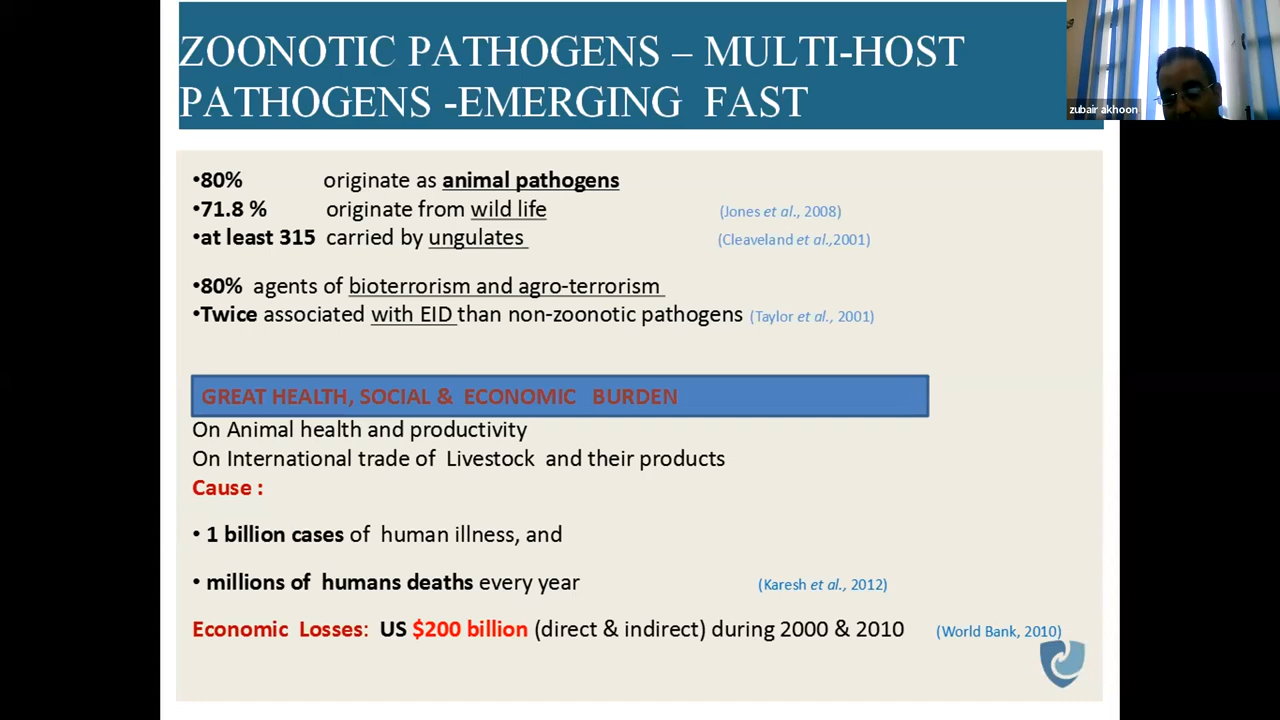 ZOONOTIC PATHOGENS – MULTI-HOST
PATHOGENS -EMERGING FAST
zubair akhoon
•80% originate as animal pathogens
•71.8 % originate from wild life (Jones et al., 2008)
•at least 315 carried by ungulates (Cleaveland et al.,2001)
•80% agents of bioterrorism and agro-terrorism
•Twice associated with EID than non-zoonotic pathogens (Taylor et al., 2001)
GREAT HEALTH, SOCIAL & ECONOMIC BURDEN
On Animal health and productivity
On International trade of Livestock and their products
Cause :
• 1 billion cases of human illness, and
• millions of humans deaths every year (Karesh et al., 2012)
Economic Losses: US $200 billion (direct & indirect) during 2000 & 2010 (World Bank, 2010)